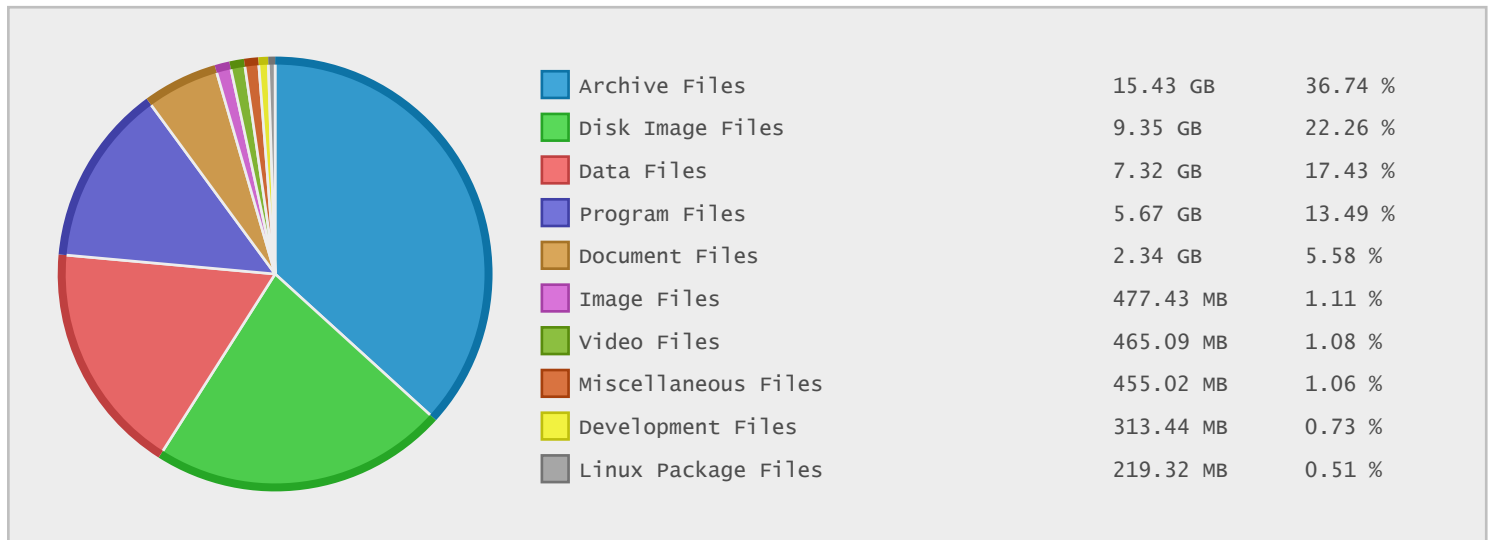 Archive Files 15.43 GB 36.74 %
Disk Image Files 9.35 GB 22.26 %
Data Files 7.32 GB 17.43 %
Program Files 5.67 GB 13.49 %
Document Files 2.34 GB 5.58 %
Image Files 477.43 MB 1.11 %
Video Files 465.09 MB 1.08 %
Miscellaneous Files 455.02 MB 1.06 %
Development Files 313.44 MB 0.73 %
Linux Package Files 219.32 MB 0.51 %